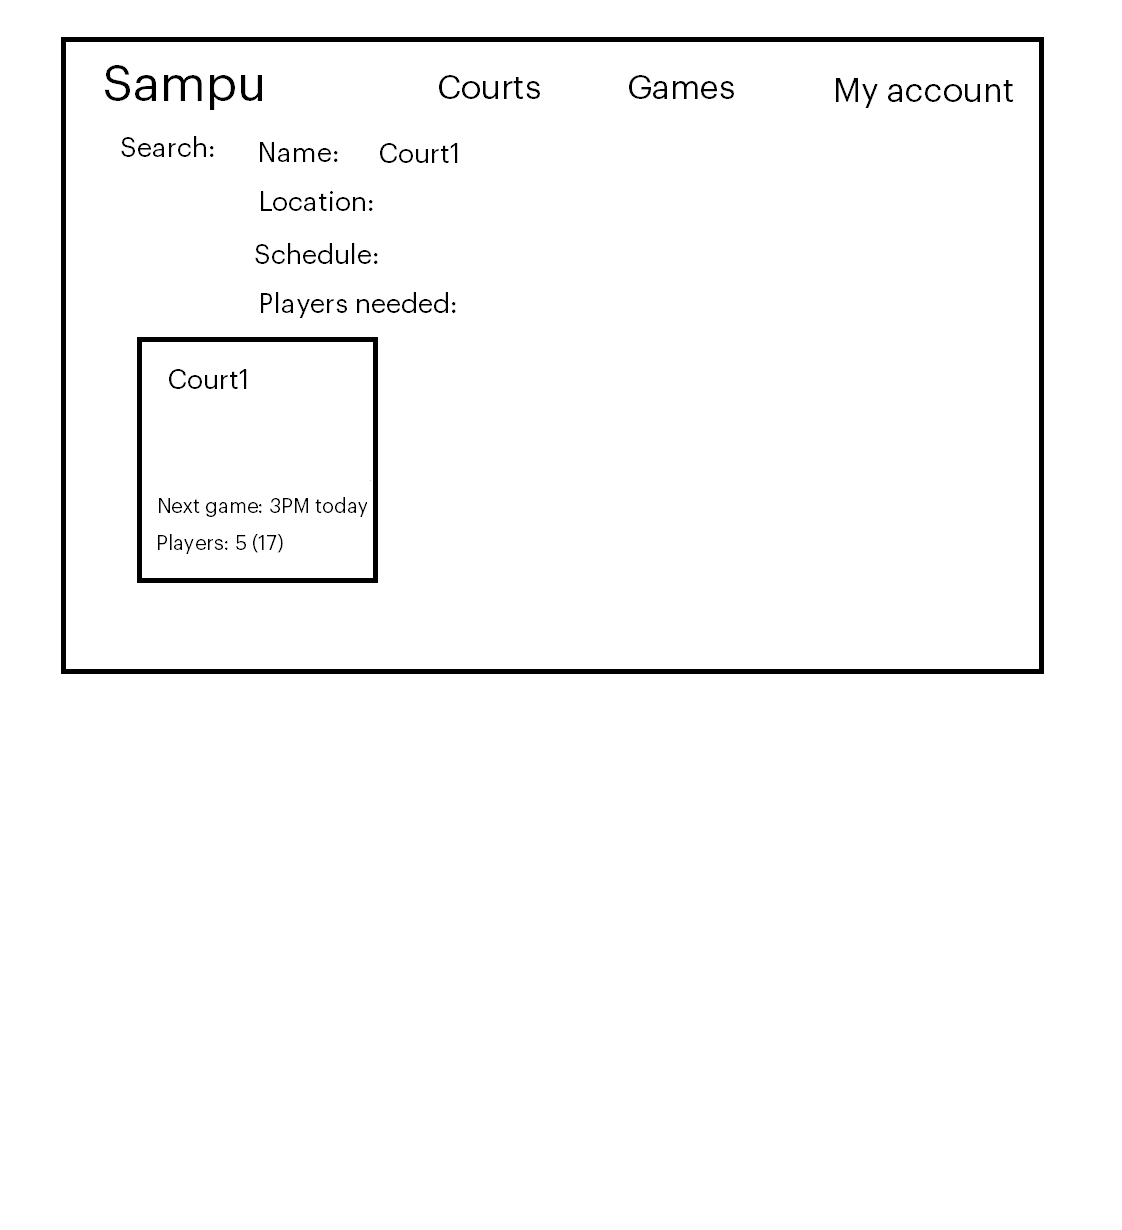 Sampu Courts Games My account
Search: Name: Court1
Location:
Schedule:
Players needed:
Court1
Next game: 3PM today
Players: 5 (17)